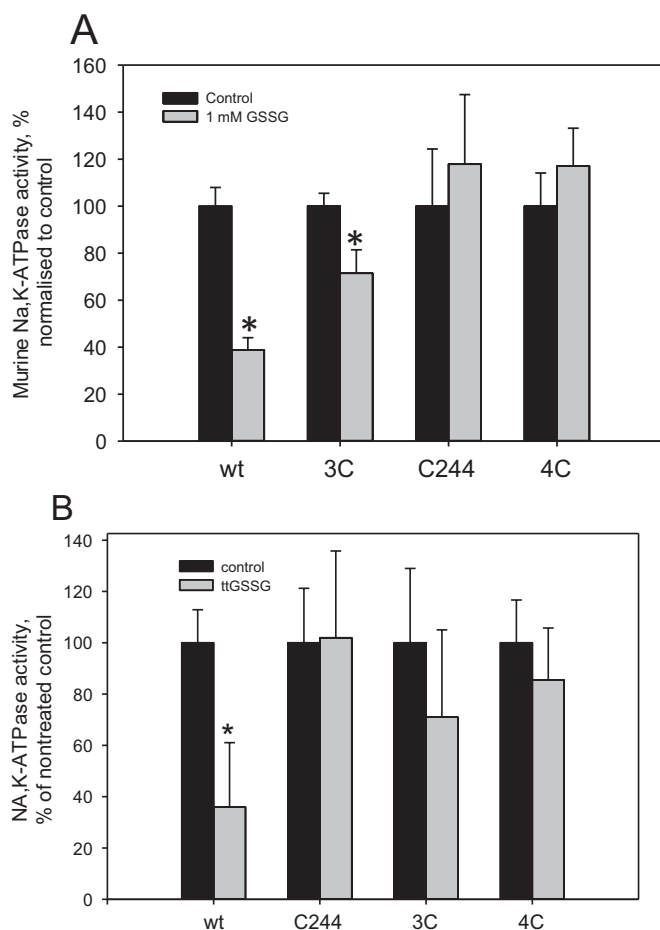 A
160
140
120
100
80
60
40
20
0
Murine Na,K-ATPase activity, %
normalised to control
Control
1 mM GSSG
*
*
wt 3C C244 4C
B
140
120
100
80
60
40
20
0
NA,K-ATPase activity,
% of nontreated control
control
ttGSSG
*
wt C244 3C 4C